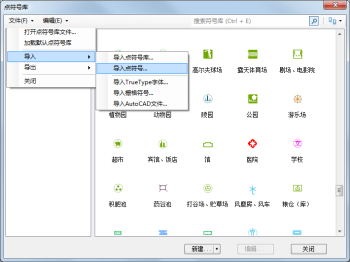 点符号库
文件(F) 编辑(E) 搜索符号库 (Ctrl + E)
打开点符号库文件...
加载默认点符号库
导入
导出
关闭
导入点符号库...
导入点符号...
导入TrueType字体...
导入栅格符号...
导入AutoCAD文件...
高尔夫球场 露天体育场 剧场、电影院
植物园 动物园 陵园 公园 游乐场
超市 宾馆、饭店 馆 医院 学校
积肥池 药浴池 打谷场、贮草场 风磨房、风车 粮仓（库）
新建... 编辑... 关闭